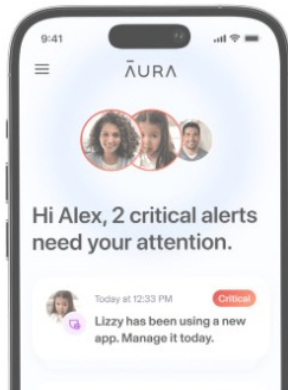 9:41
ĀURΛ
Hi Alex, 2 critical alerts
need your attention.
Today at 12:33 PM
Critical
Lizzy has been using a new
app. Manage it today.